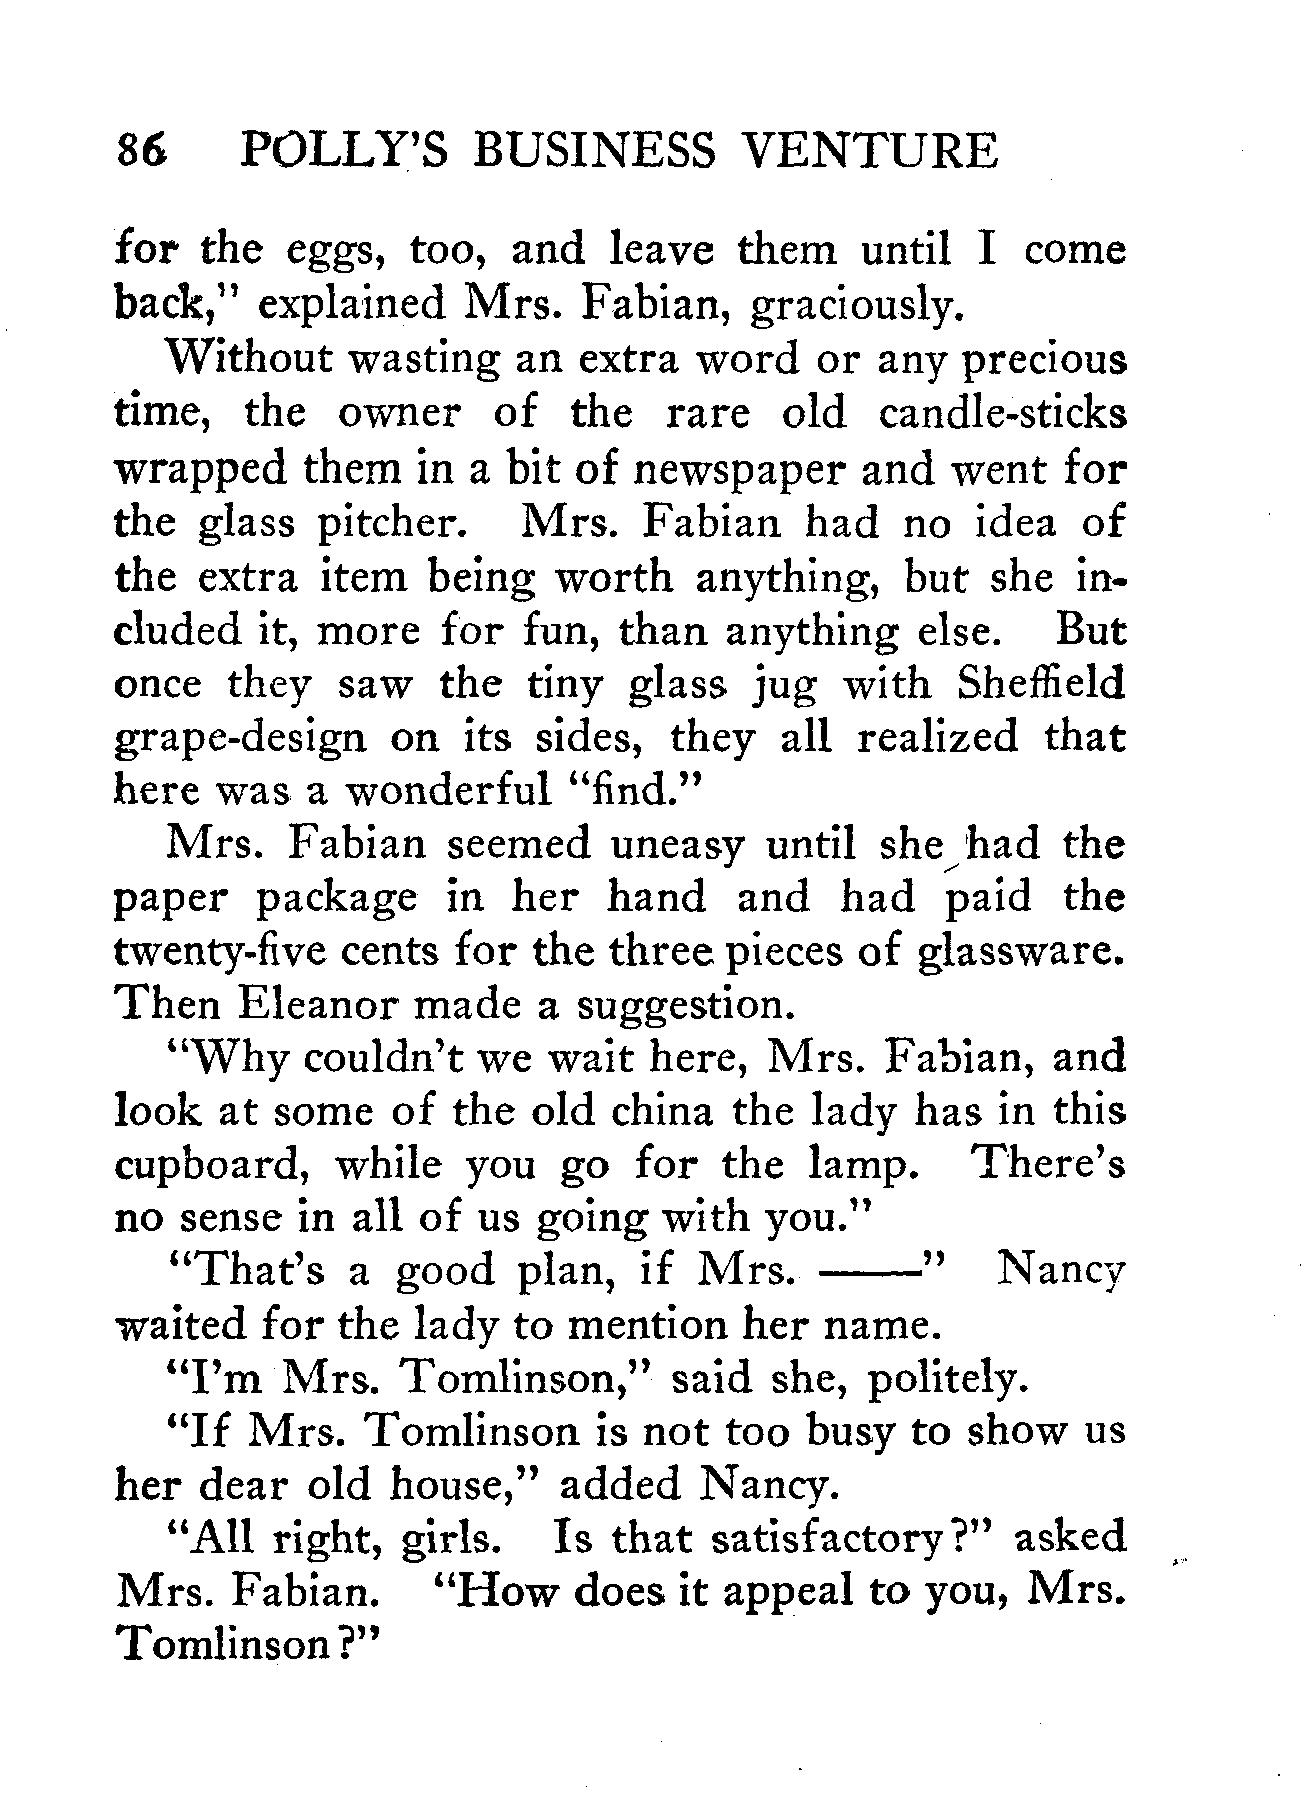 86 POLLY'S BUSINESS VENTURE
for the eggs, too, and leave them until I come
back," explained Mrs. Fabian, graciously.
Without wasting an extra word or any precious
time, the owner of the rare old candle-sticks
wrapped them in a bit of newspaper and went for
the glass pitcher. Mrs. Fabian had no idea of
the extra item being worth anything, but she in-
cluded it, more for fun, than anything else. But
once they saw the tiny glass jug with Sheffield
grape-design on its sides, they all realized that
here was a wonderful "find."
Mrs. Fabian seemed uneasy until she had the
paper package in her hand and had paid the
twenty-five cents for the three pieces of glassware.
Then Eleanor made a suggestion.
"Why couldn't we wait here, Mrs. Fabian, and
look at some of the old china the lady has in this
cupboard, while you go for the lamp. There's
no sense in all of us going with you."
"That's a good plan, if Mrs. ——" Nancy
waited for the lady to mention her name.
"I'm Mrs. Tomlinson," said she, politely.
"If Mrs. Tomlinson is not too busy to show us
her dear old house," added Nancy.
"All right, girls. Is that satisfactory?" asked
Mrs. Fabian. "How does it appeal to you, Mrs.
Tomlinson?"